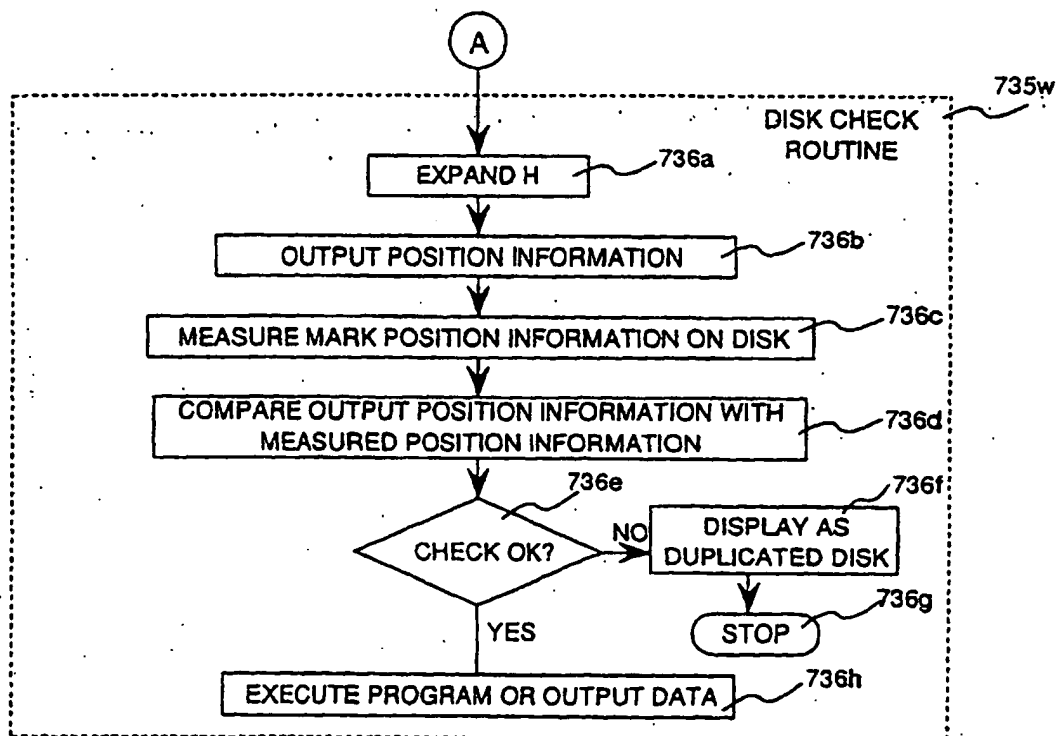 A
735w
DISK CHECK
ROUTINE
736a
EXPAND H
736b
OUTPUT POSITION INFORMATION
736c
MEASURE MARK POSITION INFORMATION ON DISK
COMPARE OUTPUT POSITION INFORMATION WITH
MEASURED POSITION INFORMATION
736d
736e
736f
CHECK OK?
NO
DISPLAY AS
DUPLICATED DISK
736g
STOP
YES
736h
EXECUTE PROGRAM OR OUTPUT DATA